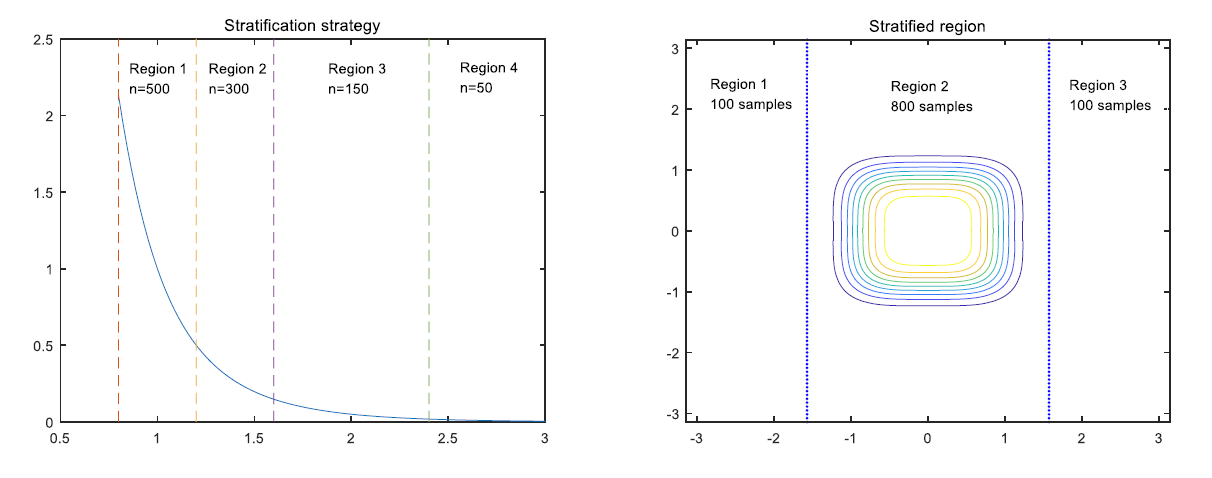 Stratification strategy
2.5
2
1.5
1
0.5
0
Region 1
n=500
Region 2
n=300
Region 3
n=150
Region 4
n=50
0.5
1
1.5
2
2.5
3
Stratified region
3
2
1
0
-1
-2
-3
Region 1
100 samples
Region 2
800 samples
Region 3
100 samples
-3
-2
-1
0
1
2
3